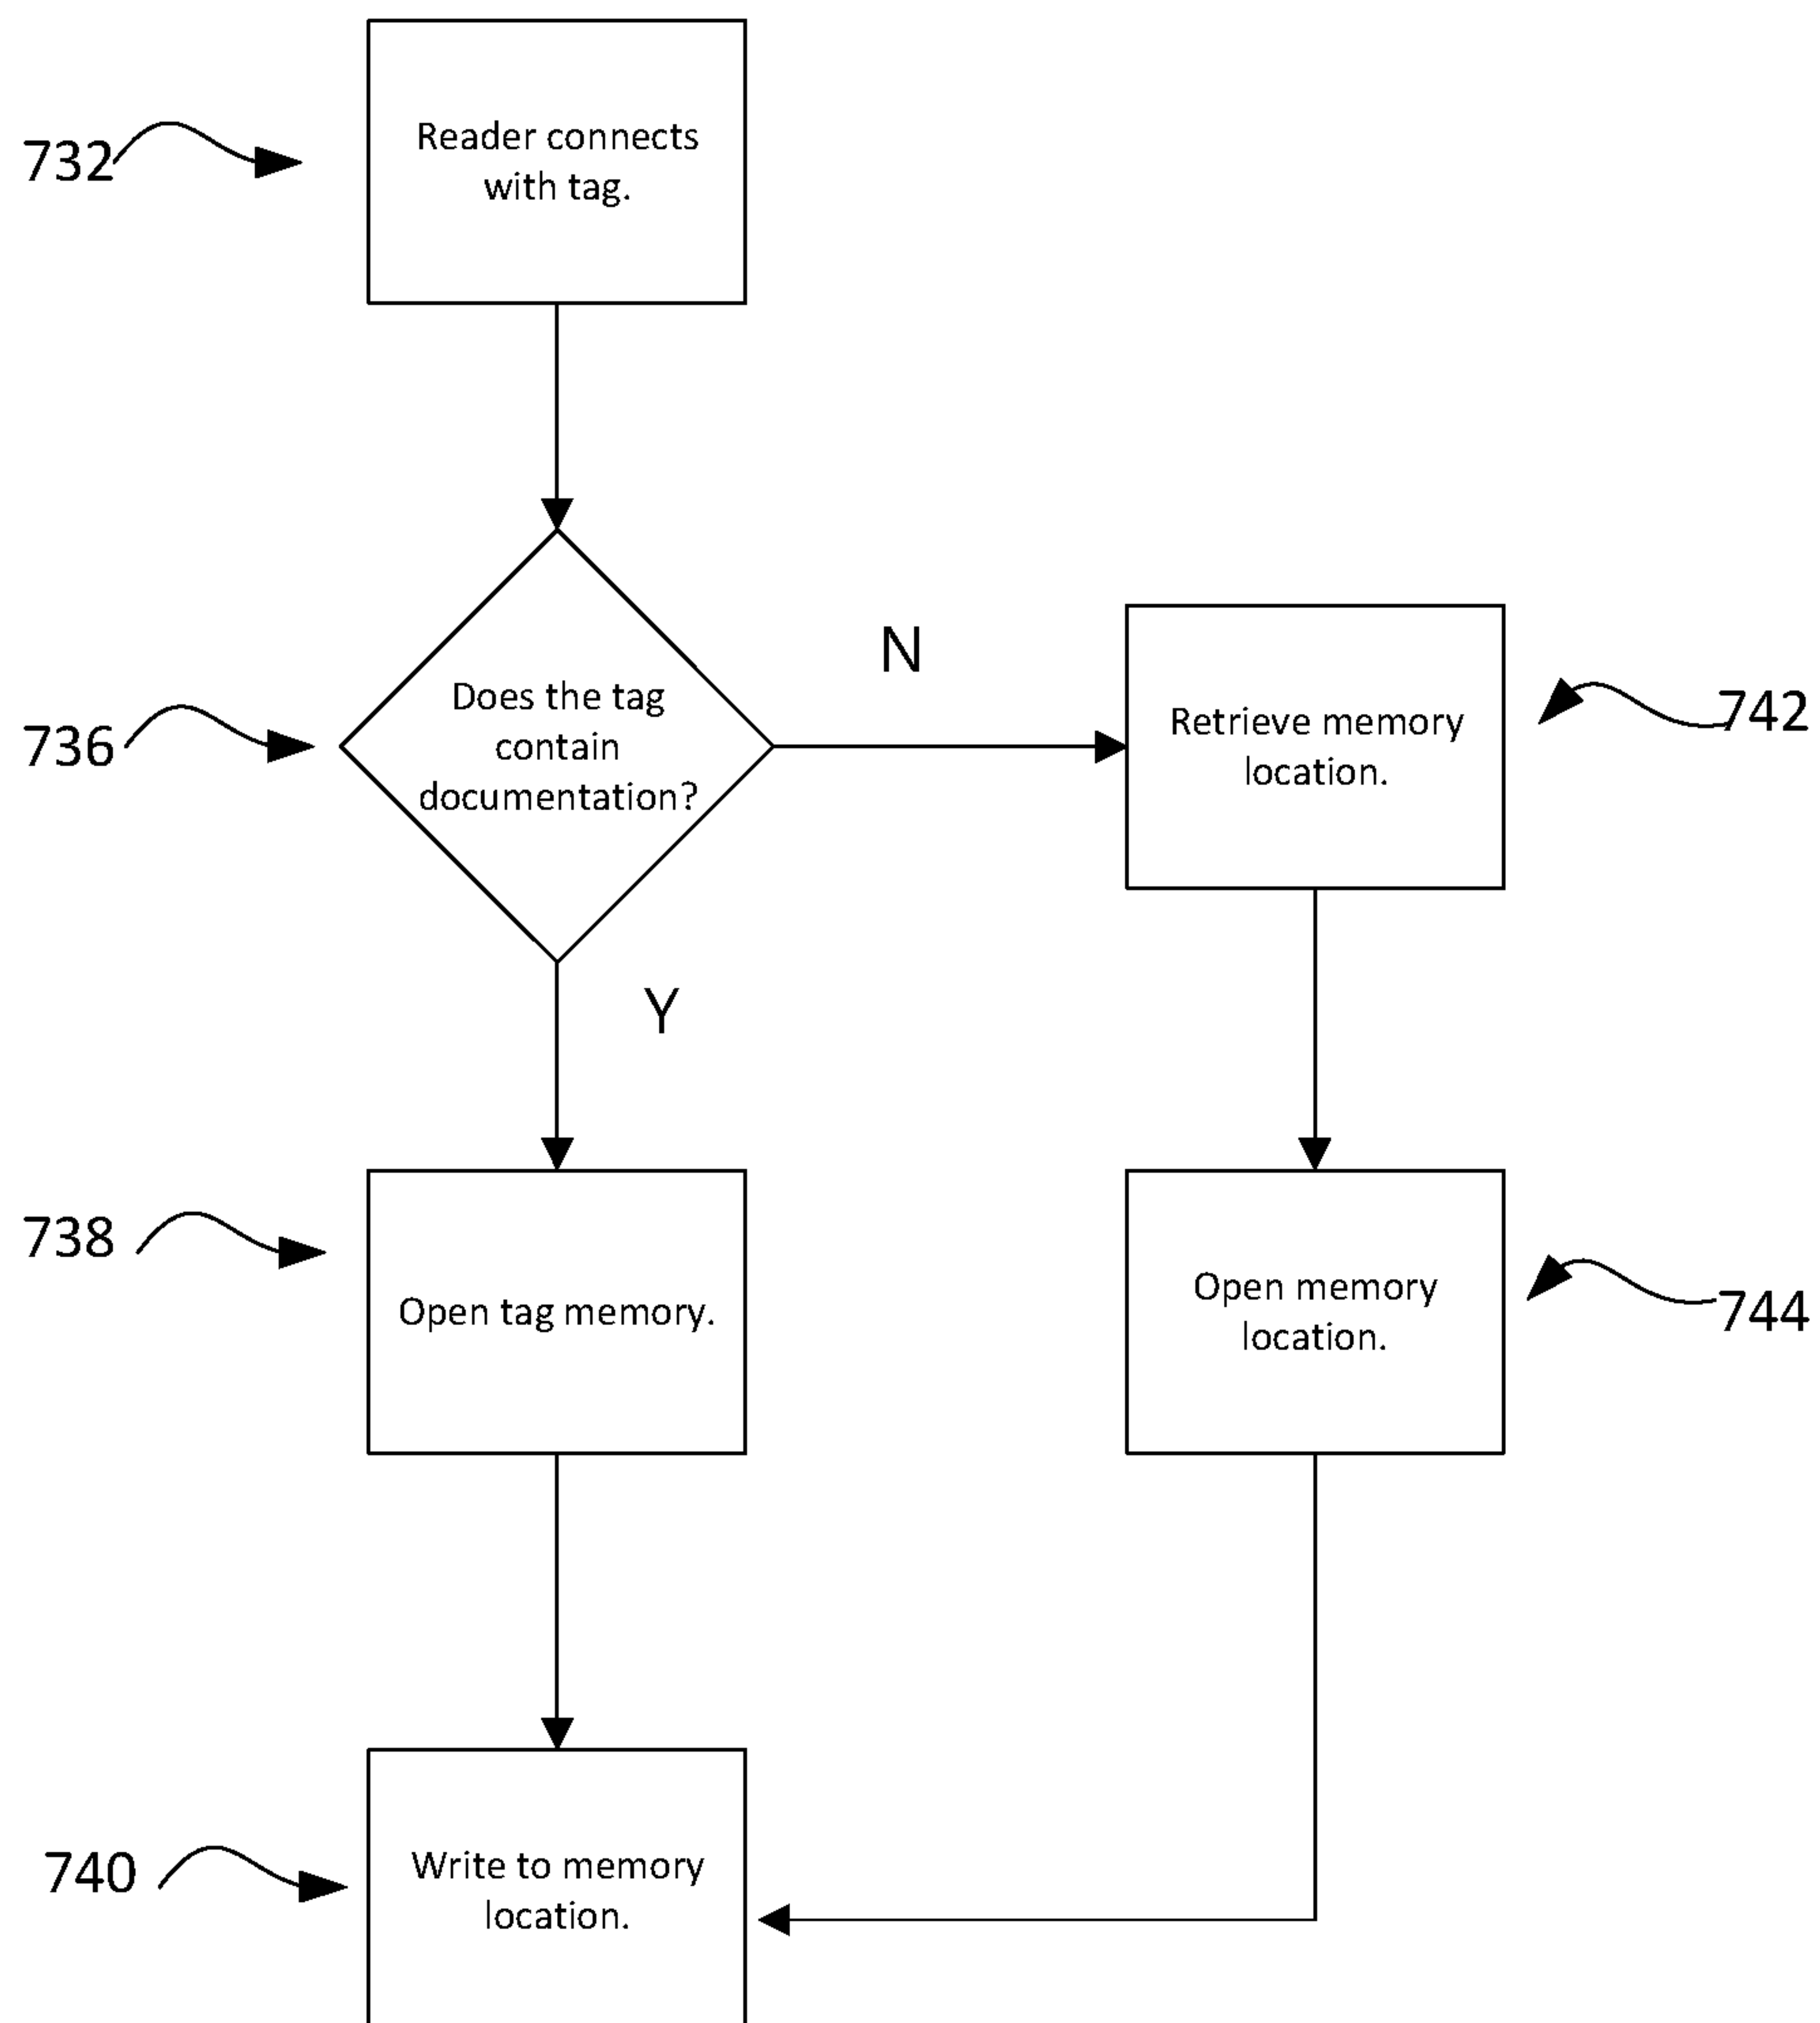 732
Reader connects
with tag.
736
Does the tag
contain
documentation?
N
Retrieve memory
location.
742
Y
738
Open tag memory.
Open memory
location.
744
740
Write to memory
location.